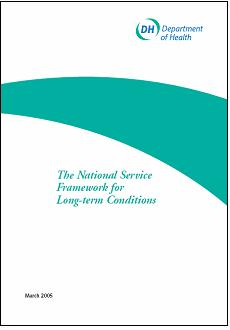 DH Department
of Health
The National Service
Framework for
Long-term Conditions
March 2005